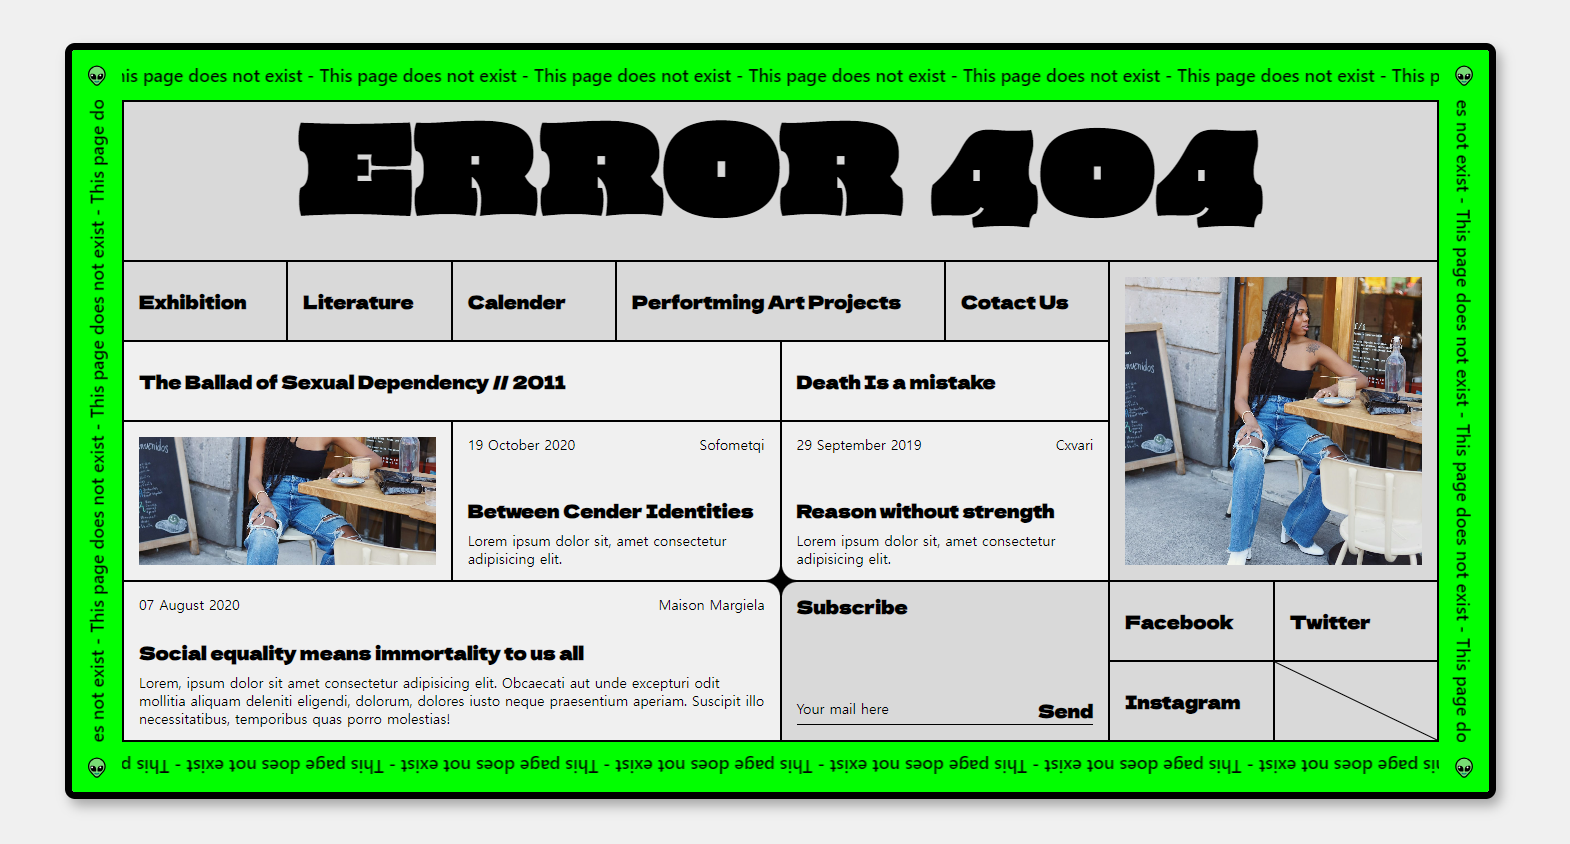 his page does not exist - This page does not exist - This page does not exist - This page does not exist - This page does not exist - This page does not exist - This p
es not exist - This page does not exist - This page does not exist - This page do
es not exist - This page does not exist - This page does not exist - This page do
ERROR 404
Exhibition
Literature
Calender
Perfortming Art Projects
Cotact Us
The Ballad of Sexual Dependency // 2011
Death Is a mistake
19 October 2020
Sofometqi
29 September 2019
Cxvari
Between Cender Identities
Reason without strength
Lorem ipsum dolor sit, amet consectetur
adipisicing elit.
Lorem ipsum dolor sit, amet consectetur
adipisicing elit.
07 August 2020
Maison Margiela
Social equality means immortality to us all
Lorem, ipsum dolor sit amet consectetur adipisicing elit. Obcaecati aut unde excepturi odit
mollitia aliquam deleniti eligendi, dolorum, dolores iusto neque praesentium aperiam. Suscipit illo
necessitatibus, temporibus quas porro molestias!
Subscribe
Your mail here
Send
Facebook
Twitter
Instagram
his page does not exist - This page does not exist - This page does not exist - This page does not exist - This page does not exist - This page does not exist - This p